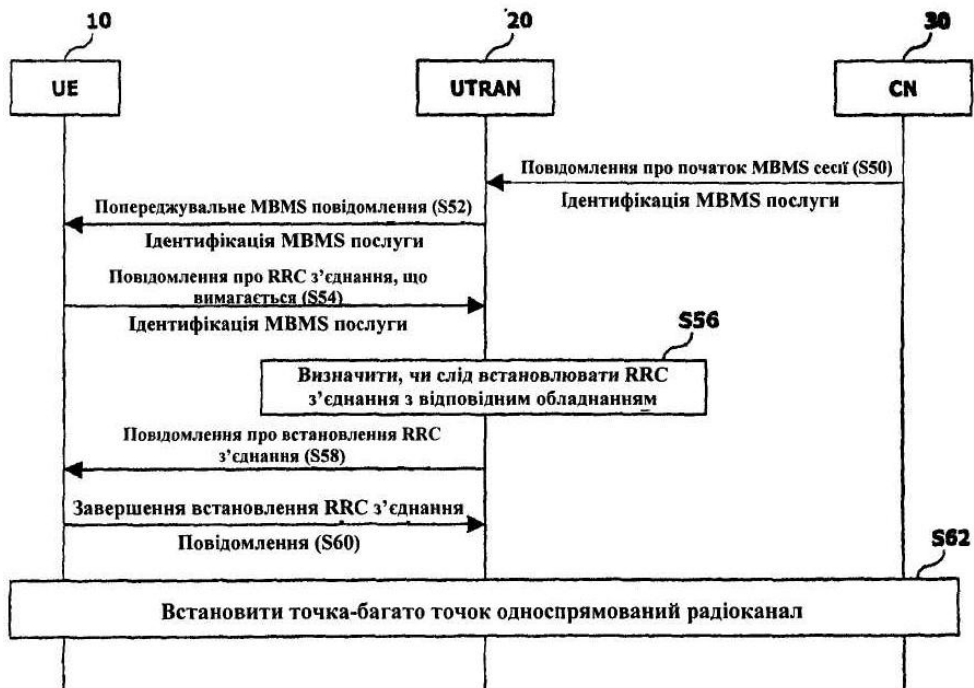 10
20
30
UE
UTRAN
CN
Повідомлення про початок MBMS сесії (S50)
Ідентифікація MBMS послуги
Попереджувальне MBMS повідомлення (S52)
Ідентифікація MBMS послуги
Повідомлення про RRC з’єднання, що
вимагається (S54)
Ідентифікація MBMS послуги
S56
Визначити, чи слід встановлювати RRC
з’єднання з відповідним обладнанням
Повідомлення про встановлення RRC
з’єднання (S58)
Завершення встановлення RRC з’єднання
Повідомлення (S60)
S62
Встановити точка-багато точок односпрямований радіоканал